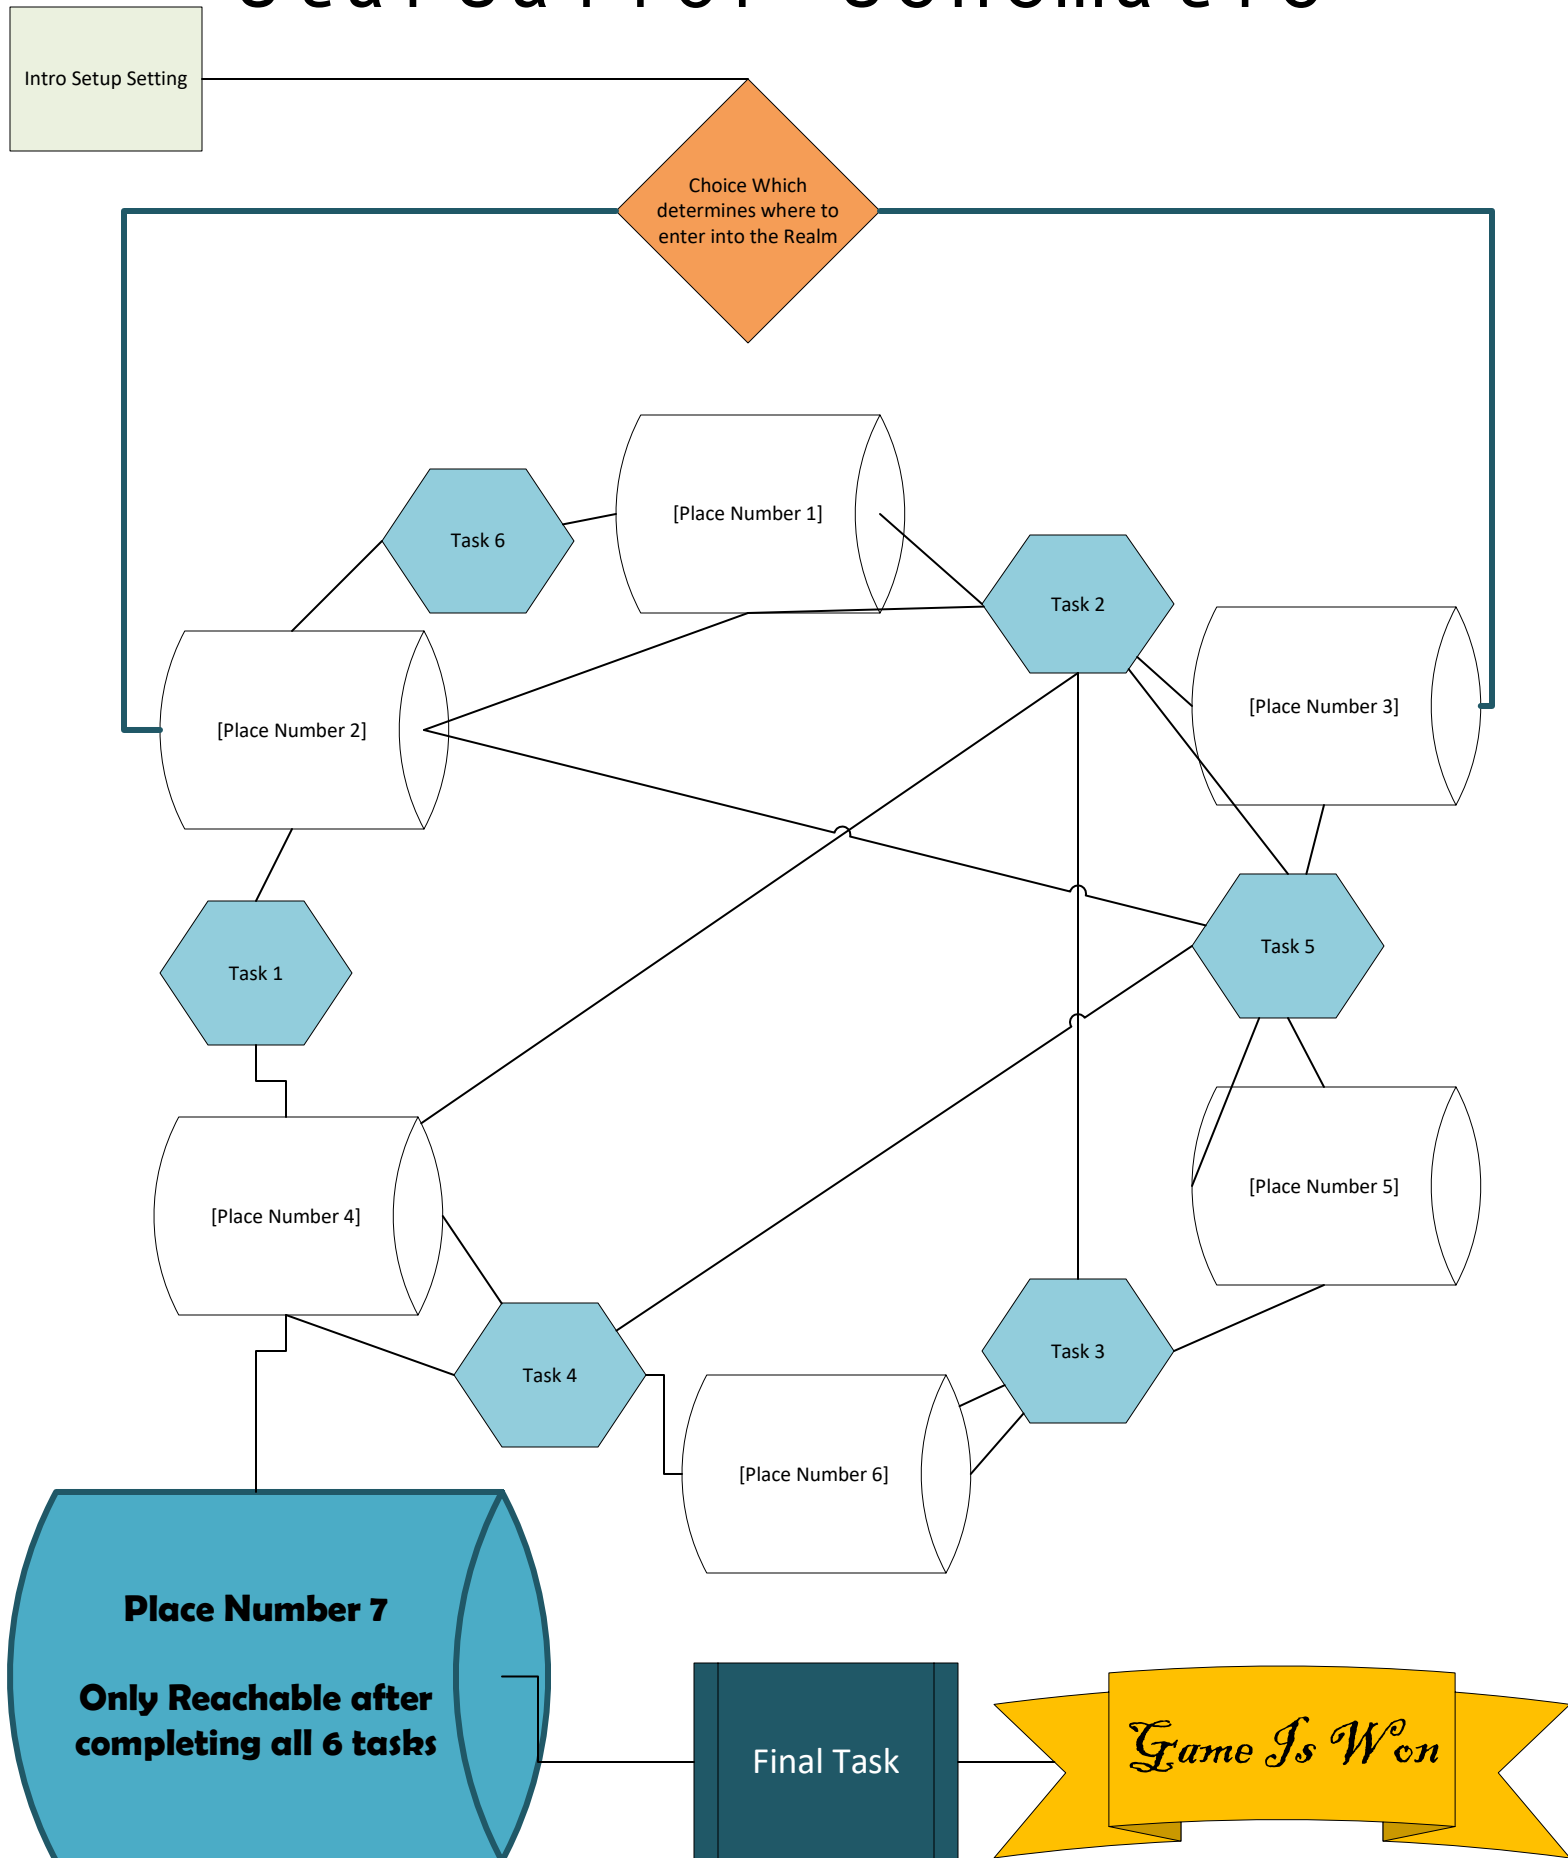 Intro Setup Setting
Choice Which
determines where to
enter into the Realm
[Place Number 1]
Task 6
Task 2
[Place Number 3]
[Place Number 2]
Task 5
Task 1
[Place Number 5]
[Place Number 4]
Task 3
Task 4
[Place Number 6]
Place Number 7
Only Reachable after
completing all 6 tasks
Final Task
Game Is Won